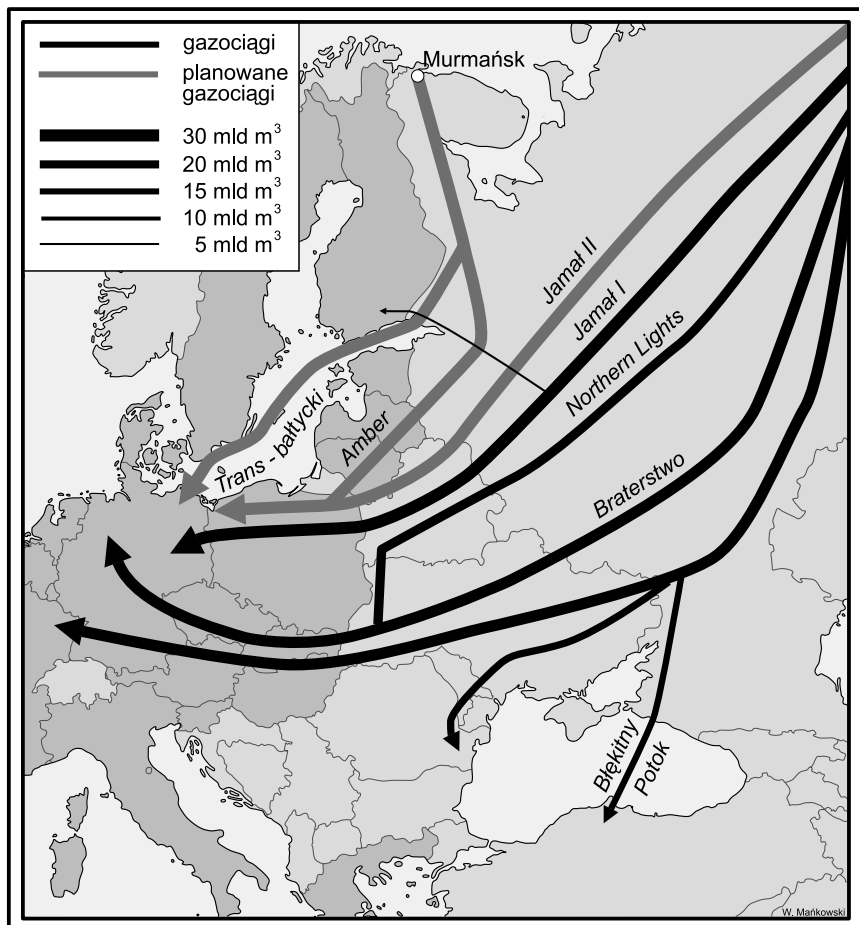 gazociągi
planowane
gazociągi
30 mld m³
20 mld m³
15 mld m³
10 mld m³
5 mld m³
Murmańsk
Jamał II
Jamał I
Northern Lights
Trans - bałtycki
Amber
Braterstwo
Błękitny
Potok
W. Mańkowski